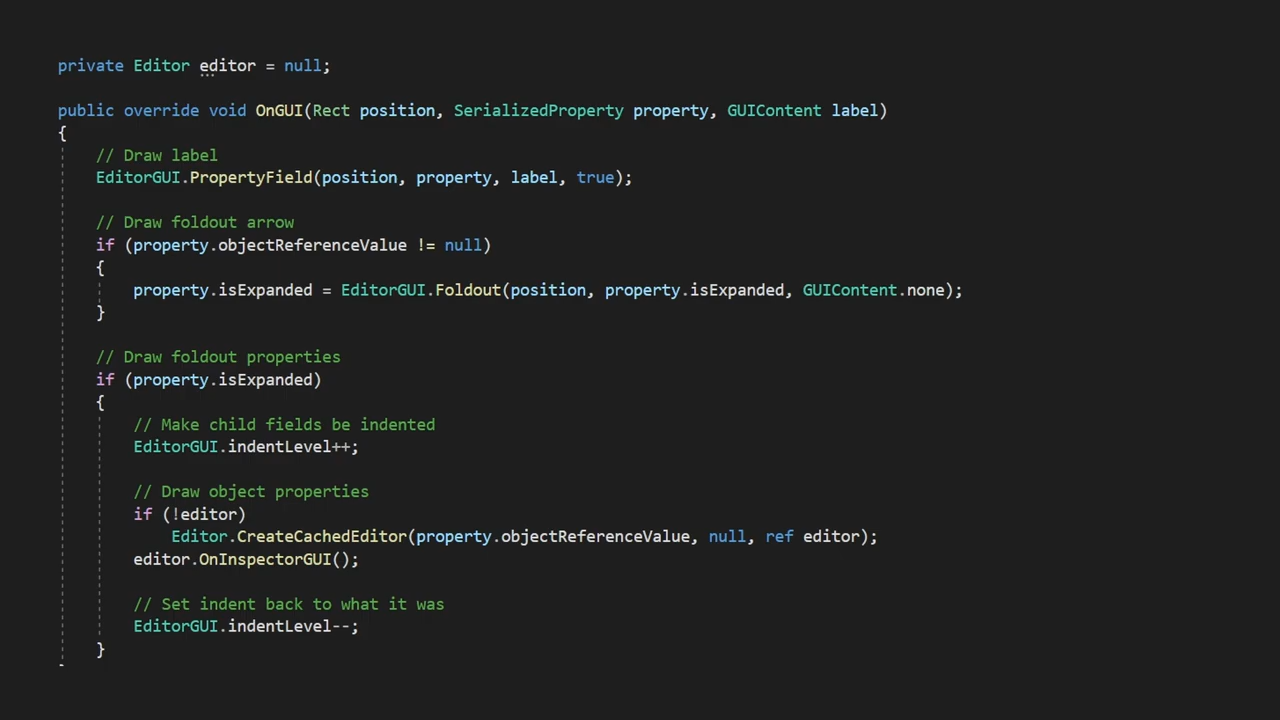 private Editor editor = null;
public override void OnGUI(Rect position, SerializedProperty property, GUIContent label)
{
// Draw label
EditorGUI.PropertyField(position, property, label, true);
// Draw foldout arrow
if (property.objectReferenceValue != null)
{
property.isExpanded = EditorGUI.Foldout(position, property.isExpanded, GUIContent.none);
}
// Draw foldout properties
if (property.isExpanded)
{
// Make child fields be indented
EditorGUI.indentLevel++;
// Draw object properties
if (!editor)
Editor.CreateCachedEditor(property.objectReferenceValue, null, ref editor);
editor.OnInspectorGUI();
// Set indent back to what it was
EditorGUI.indentLevel--;
}